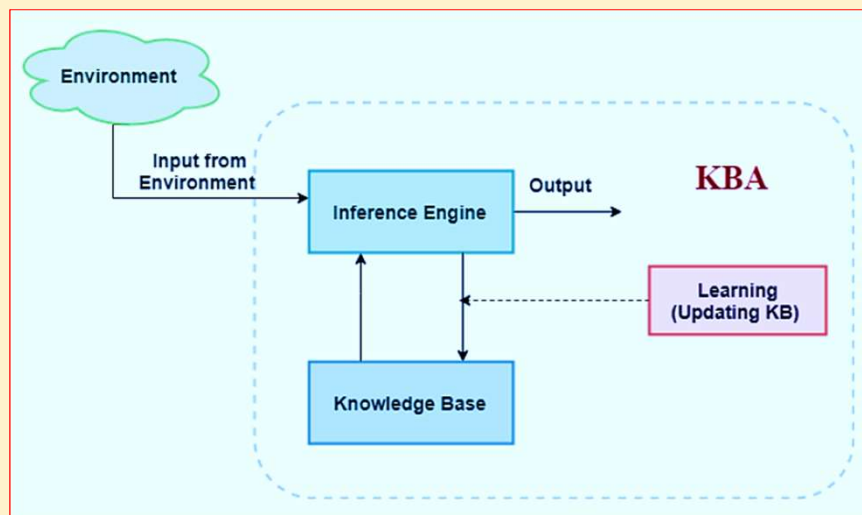 Environment
Input from
Environment
Inference Engine
Output
KBA
Learning
(Updating KB)
Knowledge Base